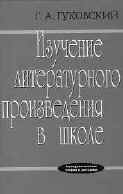 Г. А. ГУКОВСКИЙ
Изучение
литературного
произведения
в школе